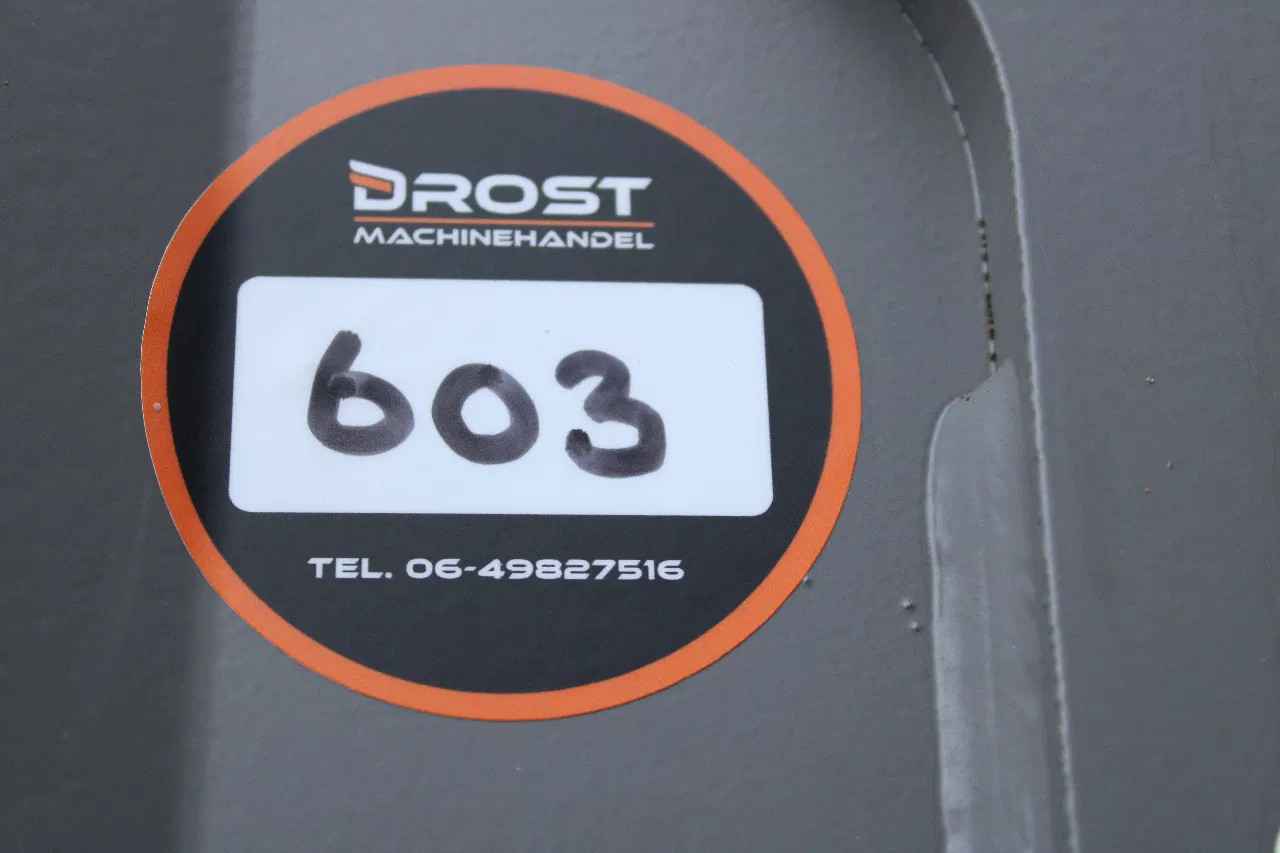 DROST
MACHINEHANDEL
603
TEL. 06-49827516